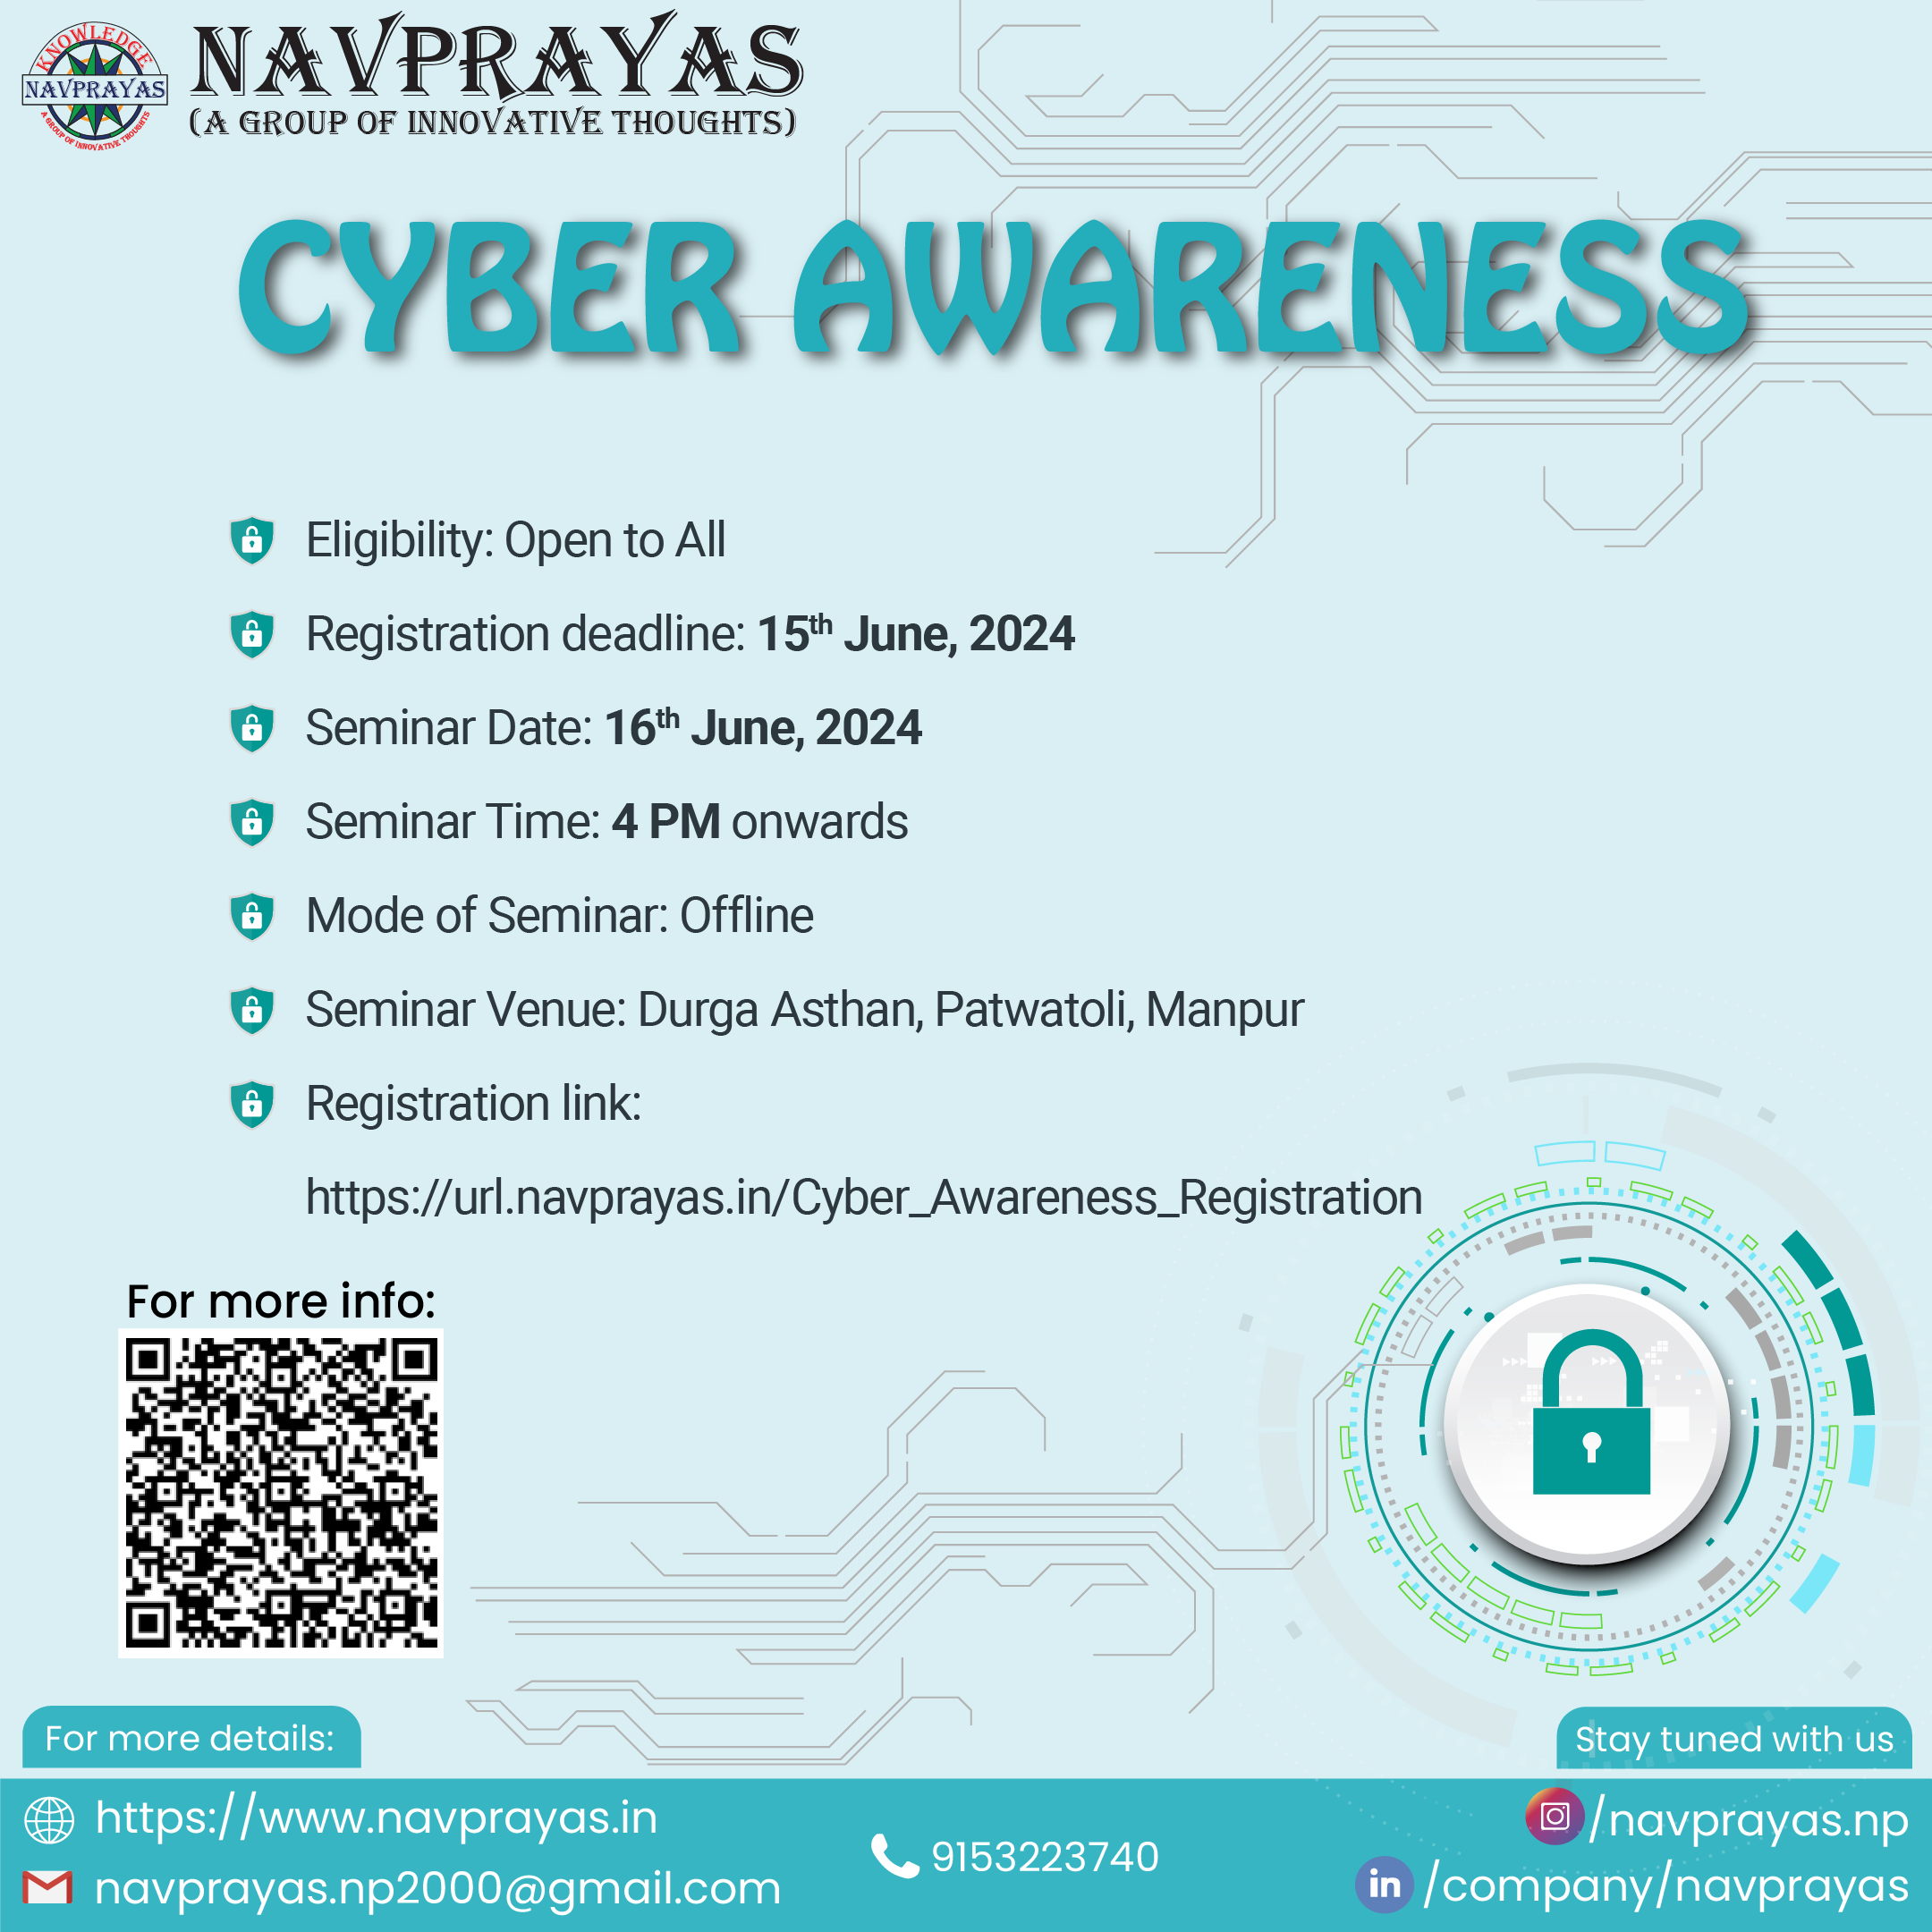 KNOWLEDGE
NAVPRAYAS
A GROUP OF INNOVATIVE THOUGHTS
NAVPRAYAS
(A GROUP OF INNOVATIVE THOUGHTS)
CYBER AWARENESS
Eligibility: Open to All
Registration deadline: 15th June, 2024
Seminar Date: 16th June, 2024
Seminar Time: 4 PM onwards
Mode of Seminar: Offline
Seminar Venue: Durga Asthan, Patwatoli, Manpur
Registration link:
https://url.navprayas.in/Cyber_Awareness_Registration
For more info:
For more details:
Stay tuned with us
https://www.navprayas.in
navprayas.np2000@gmail.com
9153223740
/navprayas.np
in /company/navprayas